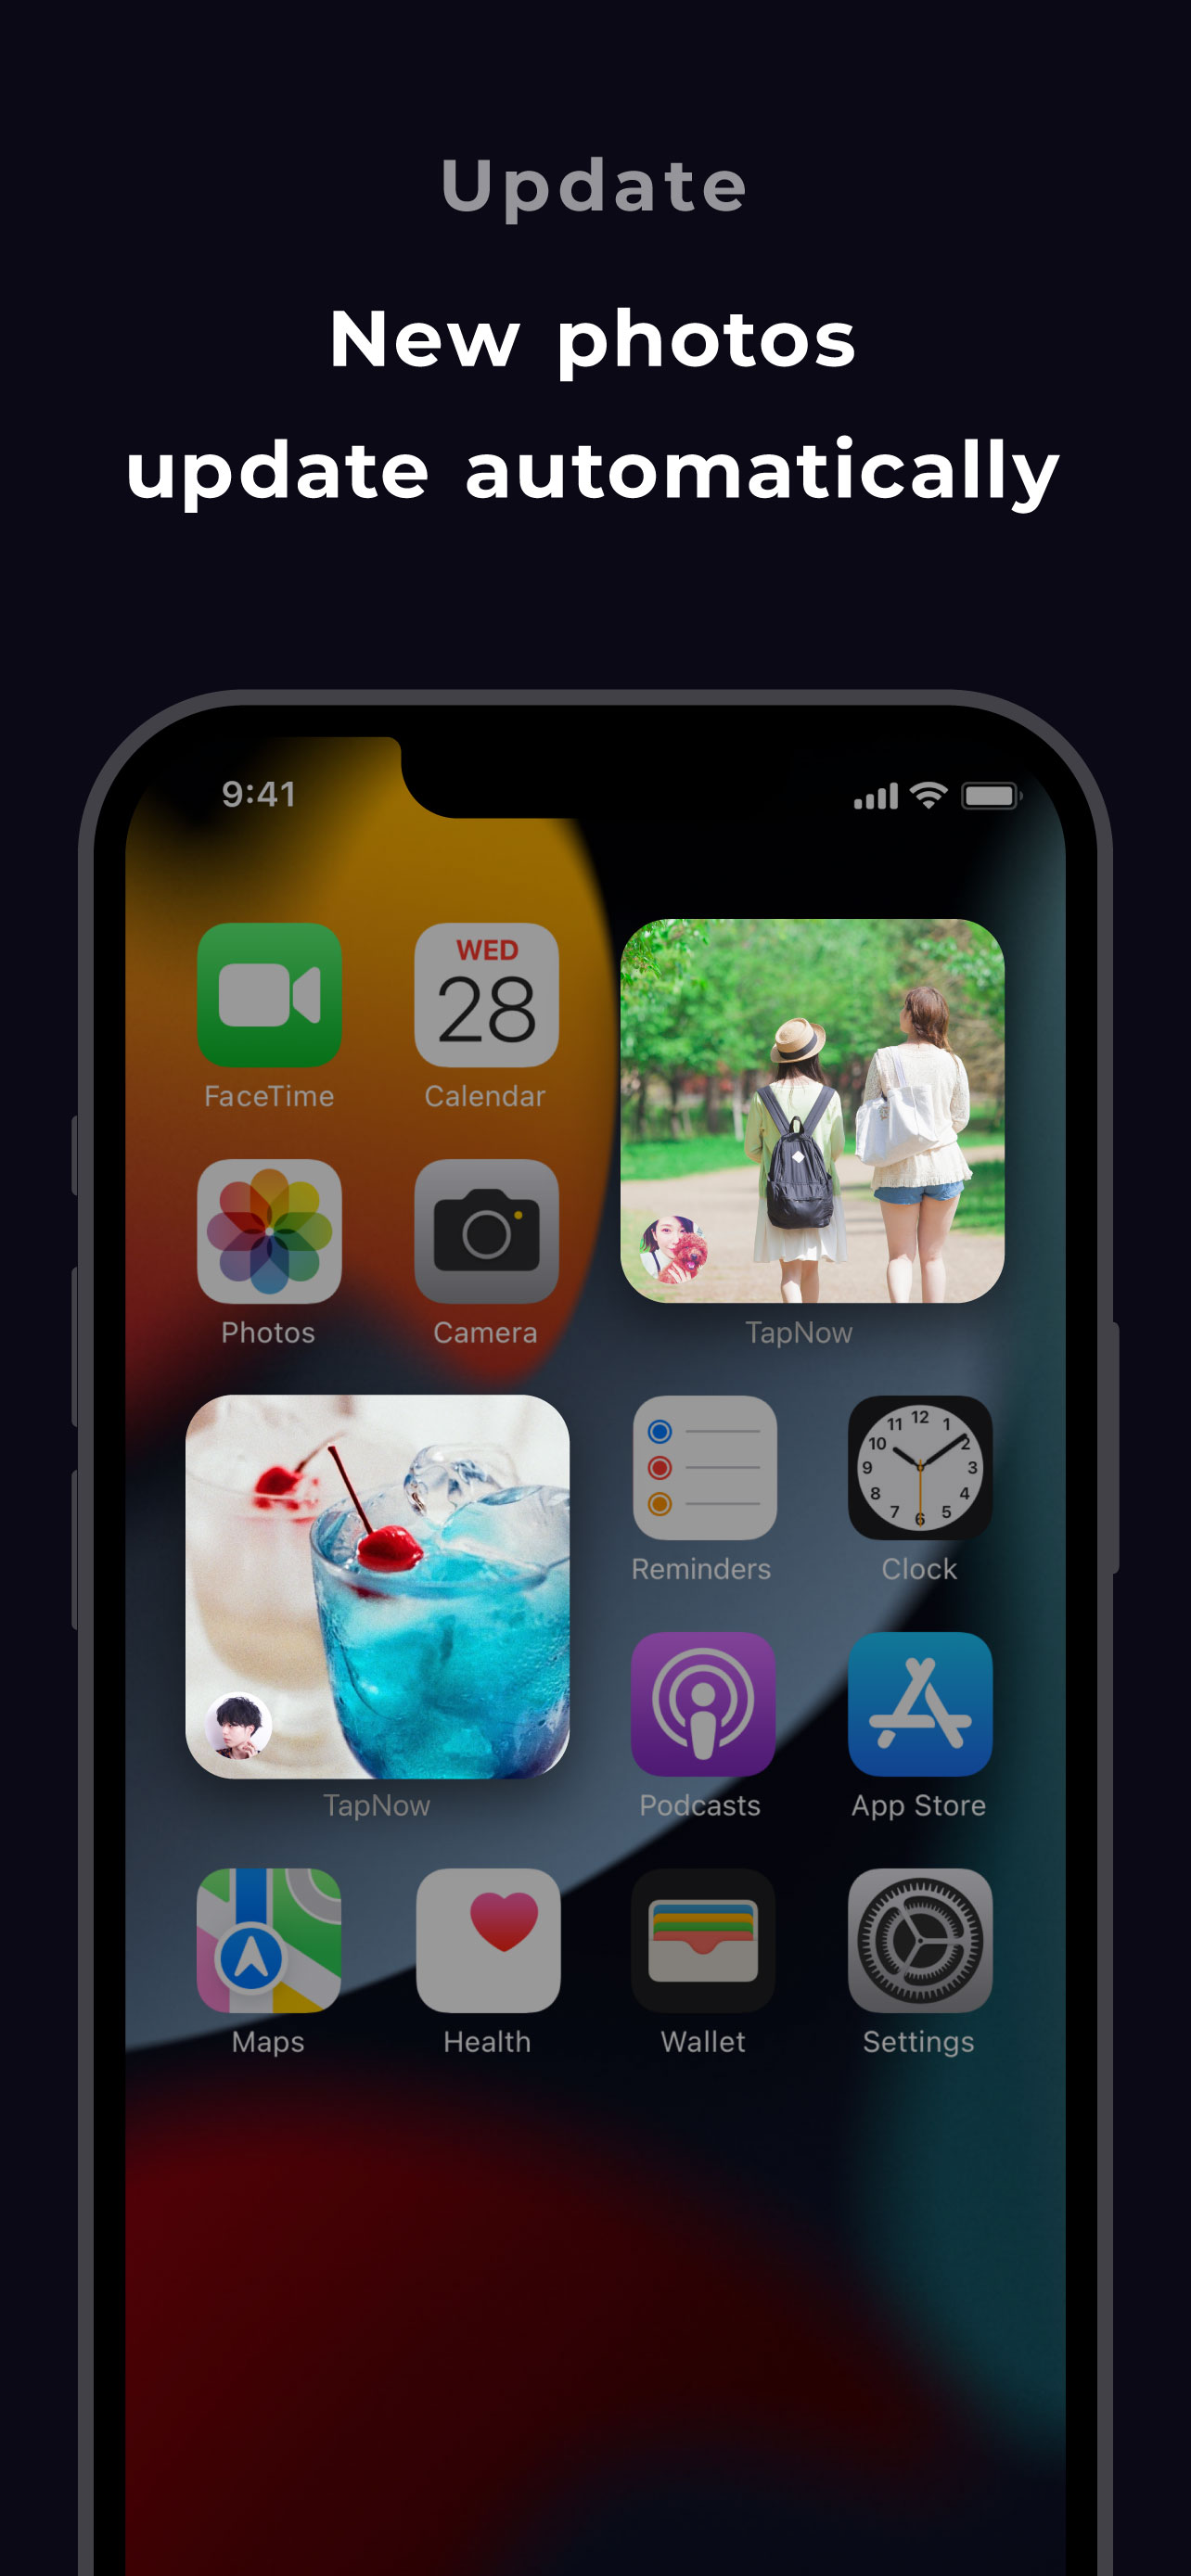 Update
New photos
update automatically
9:41
WED
28
FaceTime
Calendar
Photos
Camera
TapNow
12
11
1
10
2
9
3
8
4
7
6
5
Reminders
Clock
TapNow
Podcasts
App Store
Maps
Health
Wallet
Settings